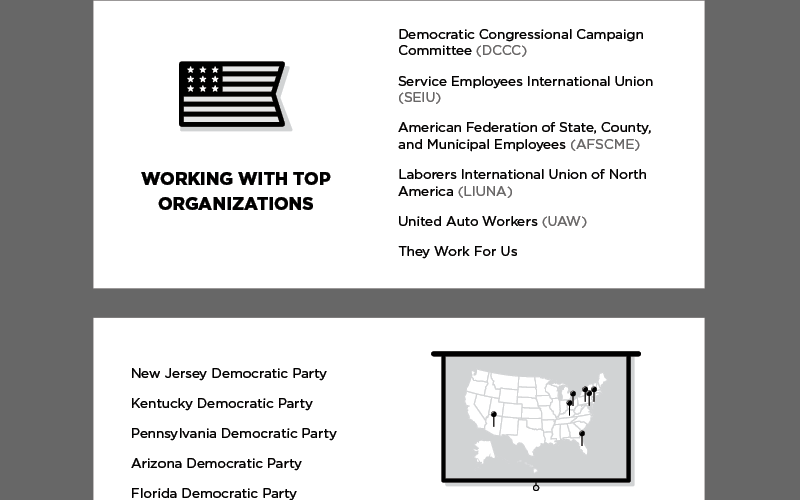 WORKING WITH TOP
ORGANIZATIONS
Democratic Congressional Campaign
Committee (DCCC)
Service Employees International Union
(SEIU)
American Federation of State, County,
and Municipal Employees (AFSCME)
Laborers International Union of North
America (LIUNA)
United Auto Workers (UAW)
They Work For Us
New Jersey Democratic Party
Kentucky Democratic Party
Pennsylvania Democratic Party
Arizona Democratic Party
Florida Democratic Party